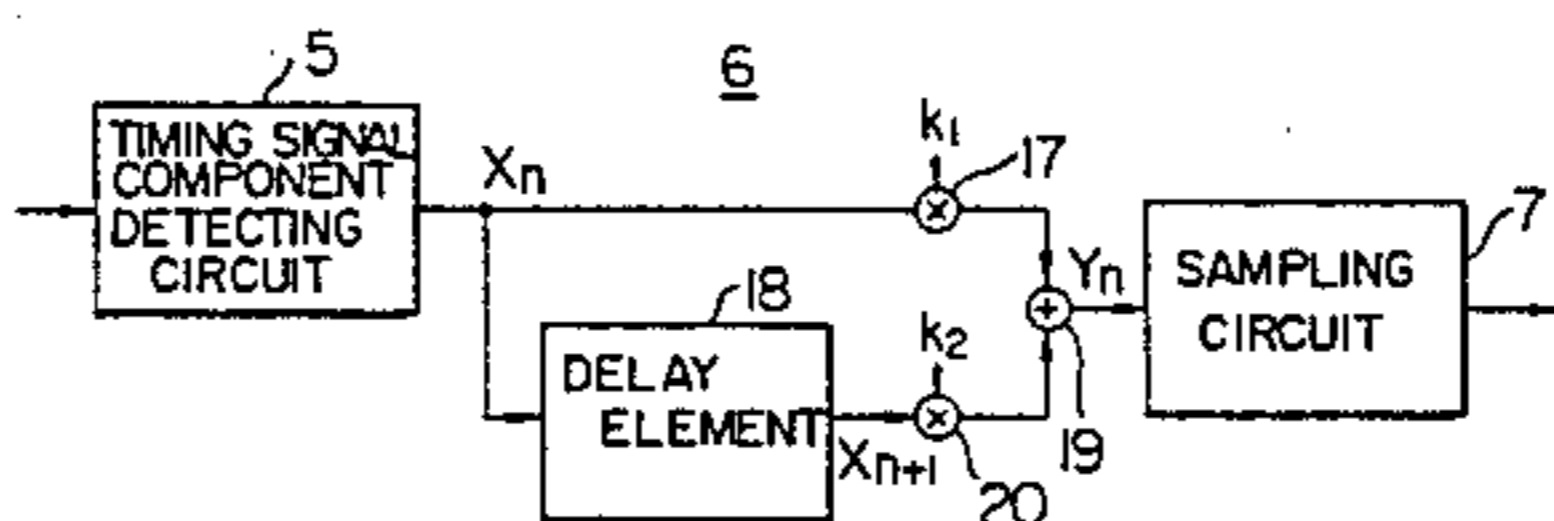 5
6
TIMING SIGNAL
COMPONENT
DETECTING
CIRCUIT
Xn
k1
17
7
SAMPLING
CIRCUIT
Yn
18
DELAY
ELEMENT
Xn+1
k2
19
20